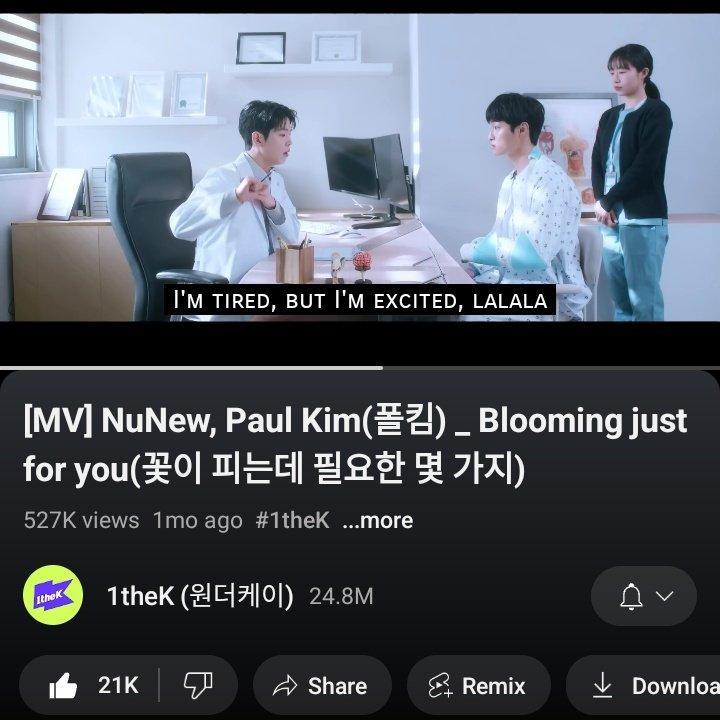 I'M TIRED, BUT I'M EXCITED, LALALA
[MV] NuNew, Paul Kim(폴킴) _ Blooming just
for you(꽃이 피는데 필요한 몇 가지)
527K views 1mo ago #1theK ...more
1theK
1theK (원더케이) 24.8M
21K Share Remix Downloa